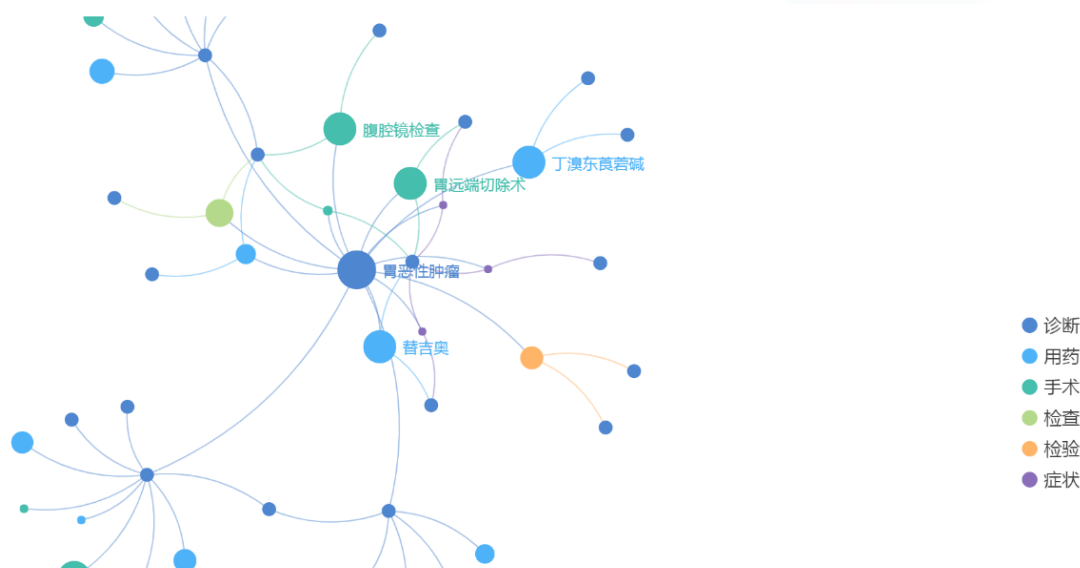 腹腔镜检查
丁溴东莨菪碱
胃远端切除术
胃恶性肿瘤
替吉奥
诊断
用药
手术
检查
检验
症状